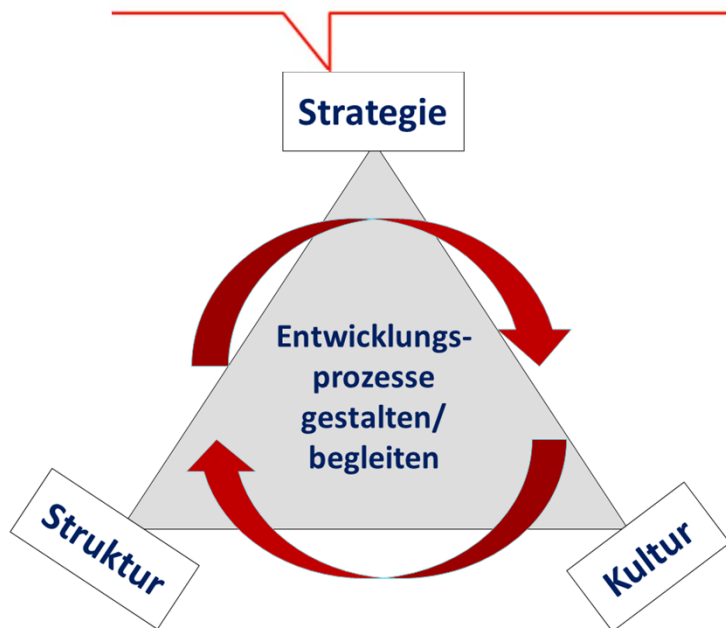 Strategie
Entwicklungs-
prozesse
gestalten/
begleiten
Struktur
Kultur